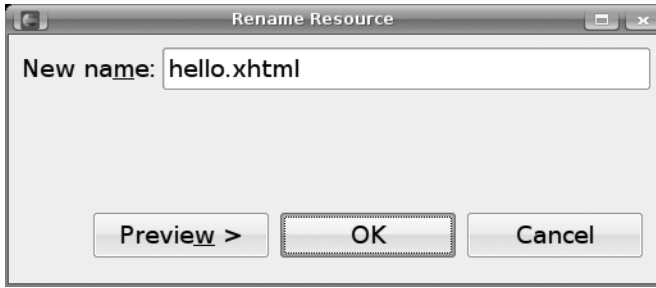 Rename Resource
New name: hello.xhtml
Preview > OK Cancel